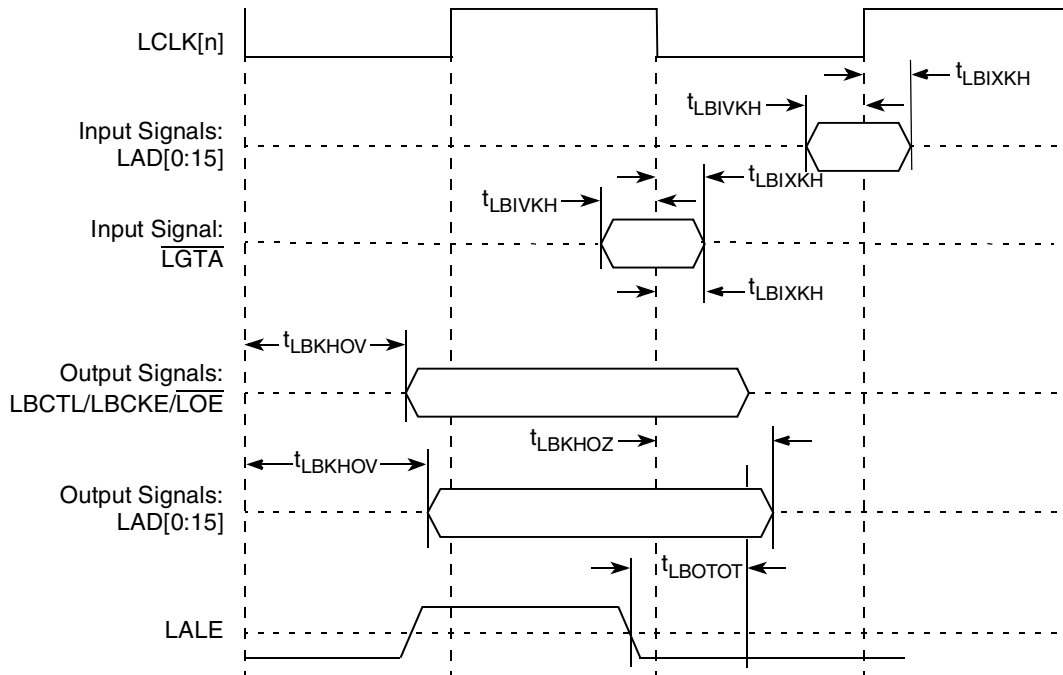 LCLK[n]
tLBIXKH
tLBIVKH
Input Signals:
LAD[0:15]
tLBIXKH
tLBIVKH
Input Signal:
LGTA
tLBIXKH
tLBKHOV
Output Signals:
LBCTL/LBCKE/LOE
tLBKHOZ
tLBKHOV
Output Signals:
LAD[0:15]
tLBOTOT
LALE